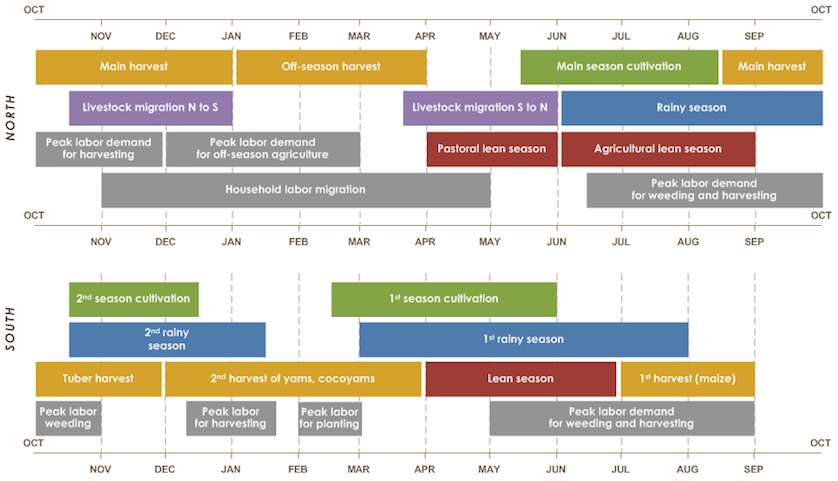 OCT OCT
NOV DEC JAN FEB MAR APR MAY JUN JUL AUG SEP
NORTH
Main harvest Off-season harvest Main season cultivation Main harvest
Livestock migration N to S Livestock migration S to N Rainy season
Peak labor demand
for harvesting
Peak labor demand
for off-season agriculture
Pastoral lean season Agricultural lean season
Household labor migration
Peak labor demand
for weeding and harvesting
OCT OCT
NOV DEC JAN FEB MAR APR MAY JUN JUL AUG SEP
SOUTH
2nd season cultivation 1st season cultivation
2nd rainy
season
1st rainy season
Tuber harvest 2nd harvest of yams, cocoyams Lean season 1st harvest (maize)
Peak labor
weeding
Peak labor
for harvesting
Peak labor
for planting
Peak labor demand
for weeding and harvesting
OCT OCT
NOV DEC JAN FEB MAR APR MAY JUN JUL AUG SEP